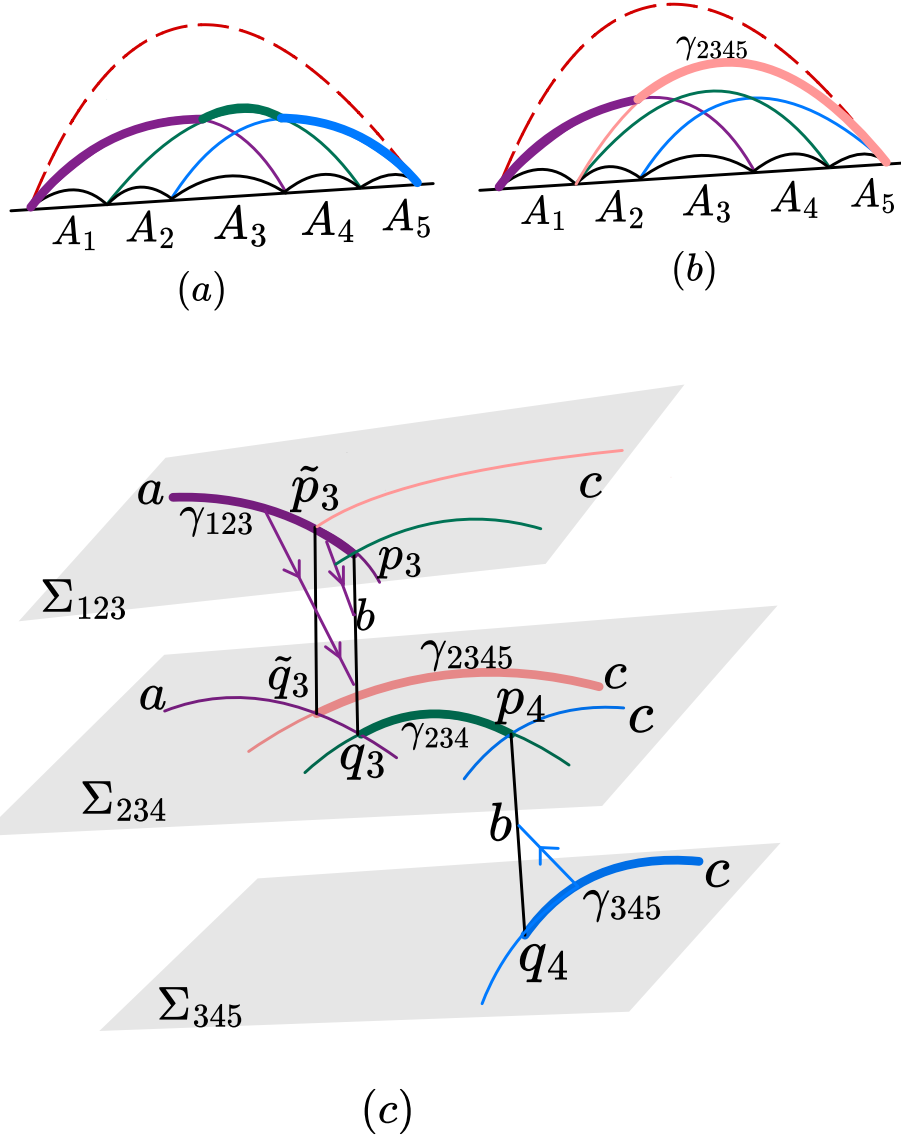 γ₂₃₄₅
A₁ A₂ A₃ A₄ A₅
A₁ A₂ A₃ A₄ A₅
(a)
(b)
a
p̃₃
c
γ₁₂₃
p₃
Σ₁₂₃
b
γ₂₃₄₅
q̃₃
c
a
p₄
c
γ₂₃₄
q₃
Σ₂₃₄
b
c
γ₃₄₅
q₄
Σ₃₄₅
(c)